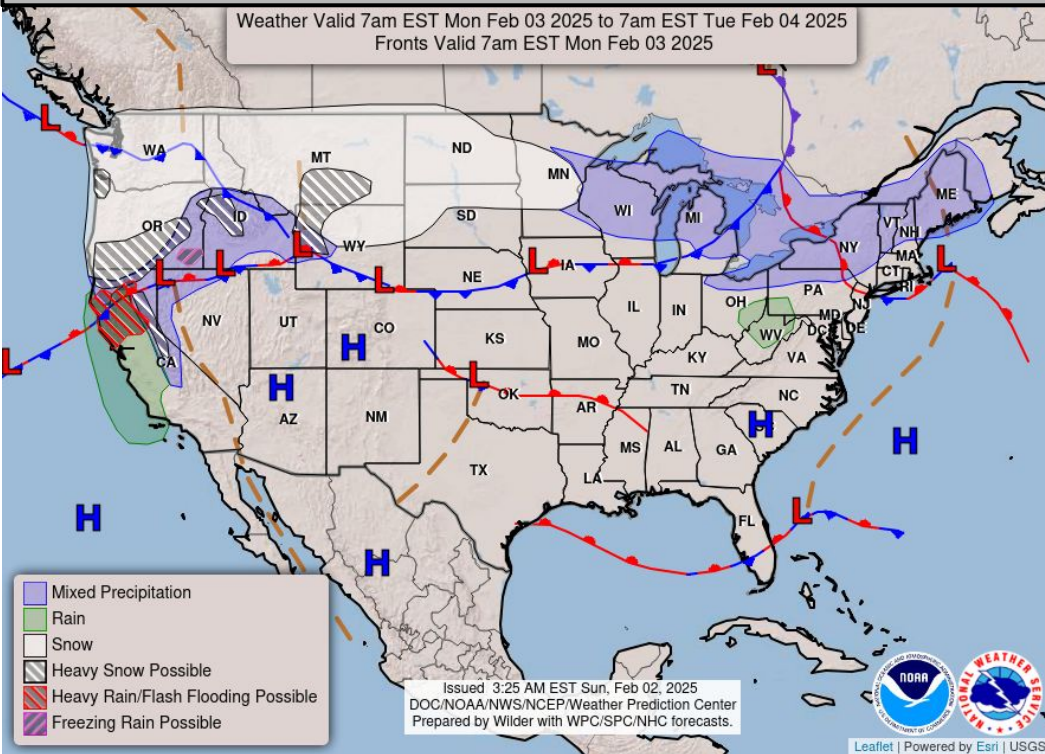 Weather Valid 7am EST Mon Feb 03 2025 to 7am EST Tue Feb 04 2025
Fronts Valid 7am EST Mon Feb 03 2025
L
L
WA
MT
ND
MN
OR
ID
SD
WI
MI
ME
VT
NH
WY
NY
MA
CT
RI
L
L
L
L
L
L
NE
IA
PA
NJ
OH
MD
DE
DC
WV
VA
NV
UT
CO
H
KS
MO
IL
IN
KY
L
CA
H
AZ
NM
L
OK
AR
TN
NC
H
H
TX
LA
MS
AL
GA
H
L
FL
H
Mixed Precipitation
Rain
Snow
Heavy Snow Possible
Heavy Rain/Flash Flooding Possible
Freezing Rain Possible
Issued 3:25 AM EST Sun, Feb 02, 2025
DOC/NOAA/NWS/NCEP/Weather Prediction Center
Prepared by Wilder with WPC/SPC/NHC forecasts.
NOAA
NATIONAL WEATHER SERVICE
Leaflet | Powered by Esri | USGS